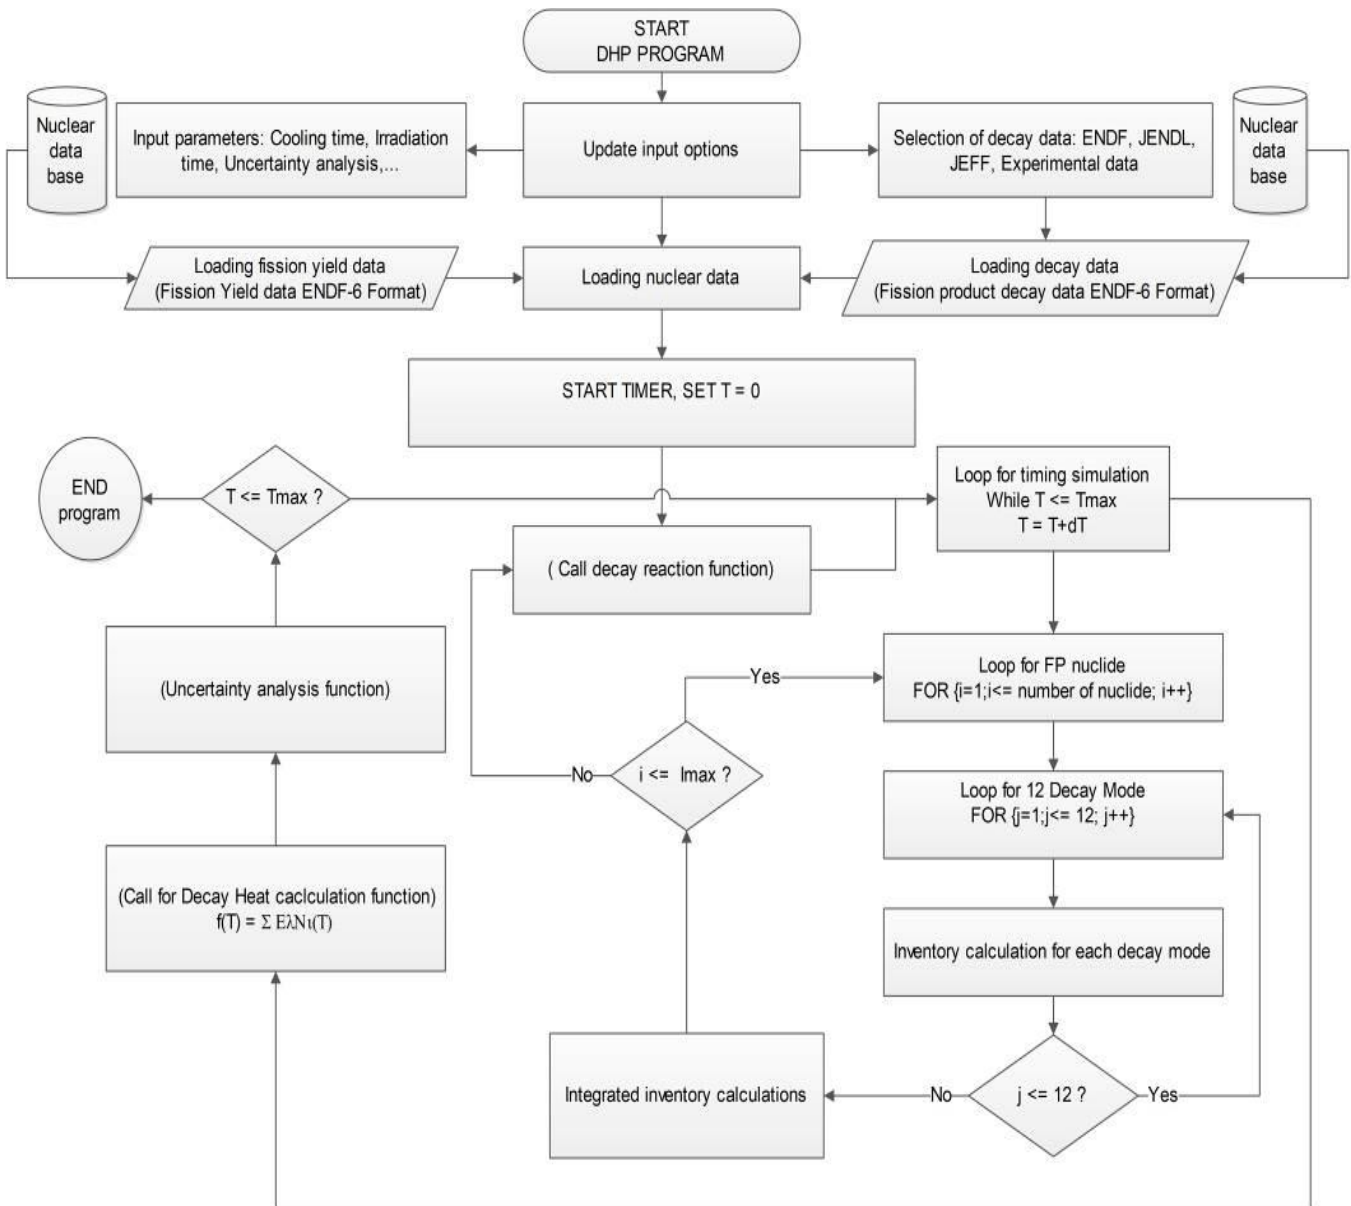 START
DHP PROGRAM
Nuclear
data
base
Input parameters: Cooling time, Irradiation
time, Uncertainty analysis,...
Update input options
Selection of decay data: ENDF, JENDL,
JEFF, Experimental data
Nuclear
data
base
Loading fission yield data
(Fission Yield data ENDF-6 Format)
Loading nuclear data
Loading decay data
(Fission product decay data ENDF-6 Format)
START TIMER, SET T = 0
END
program
T <= Tmax ?
Loop for timing simulation
While T <= Tmax
T = T+dT
( Call decay reaction function)
(Uncertainty analysis function)
Yes
Loop for FP nuclide
FOR {i=1;i<= number of nuclide; i++}
No
i <= Imax ?
Loop for 12 Decay Mode
FOR {j=1;j<= 12; j++}
(Call for Decay Heat caclculation function)
f(T) = Σ EλNι(T)
Inventory calculation for each decay mode
Integrated inventory calculations
No
j <= 12 ?
Yes